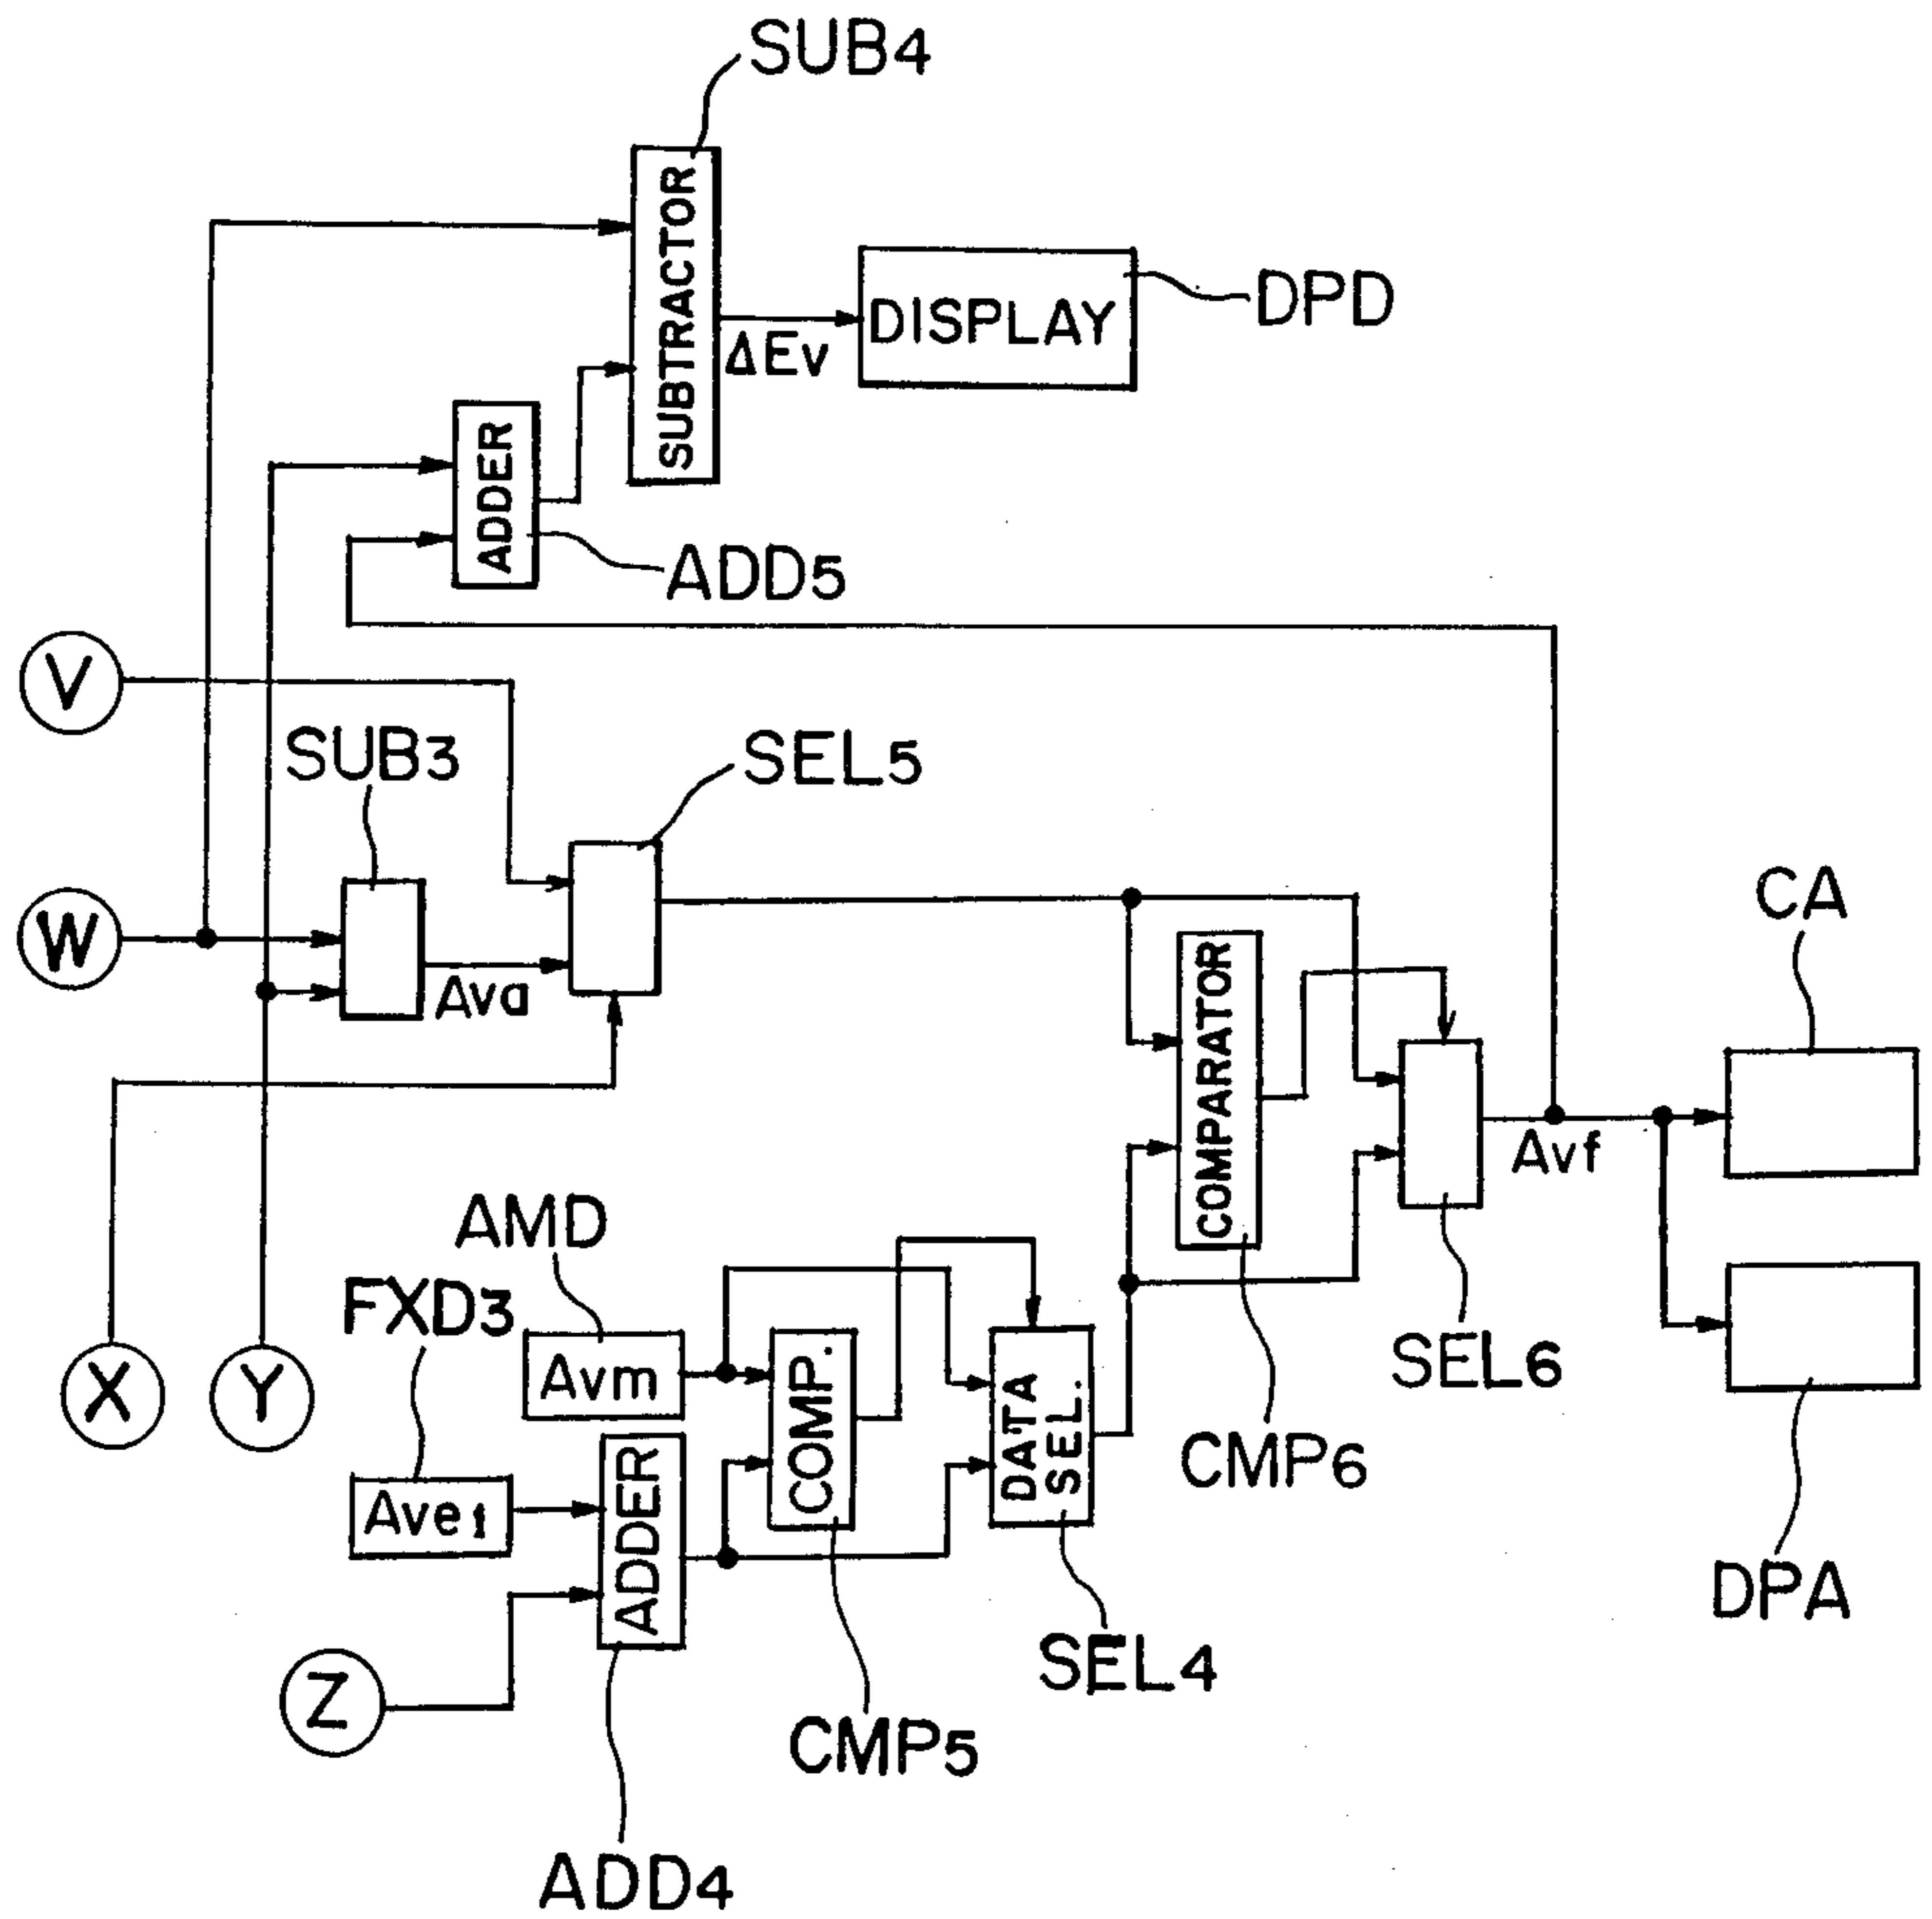 SUB4
SUBTRACTOR
DISPLAY
DPD
ΔEv
ADDER
ADD5
V
SUB3
SEL5
W
Ava
CA
COMPARATOR
Avf
AMD
FXD3
Avm
COMP.
DATA SEL.
SEL6
X
Y
CMP6
Ave1
ADDER
DPA
Z
SEL4
CMP5
ADD4